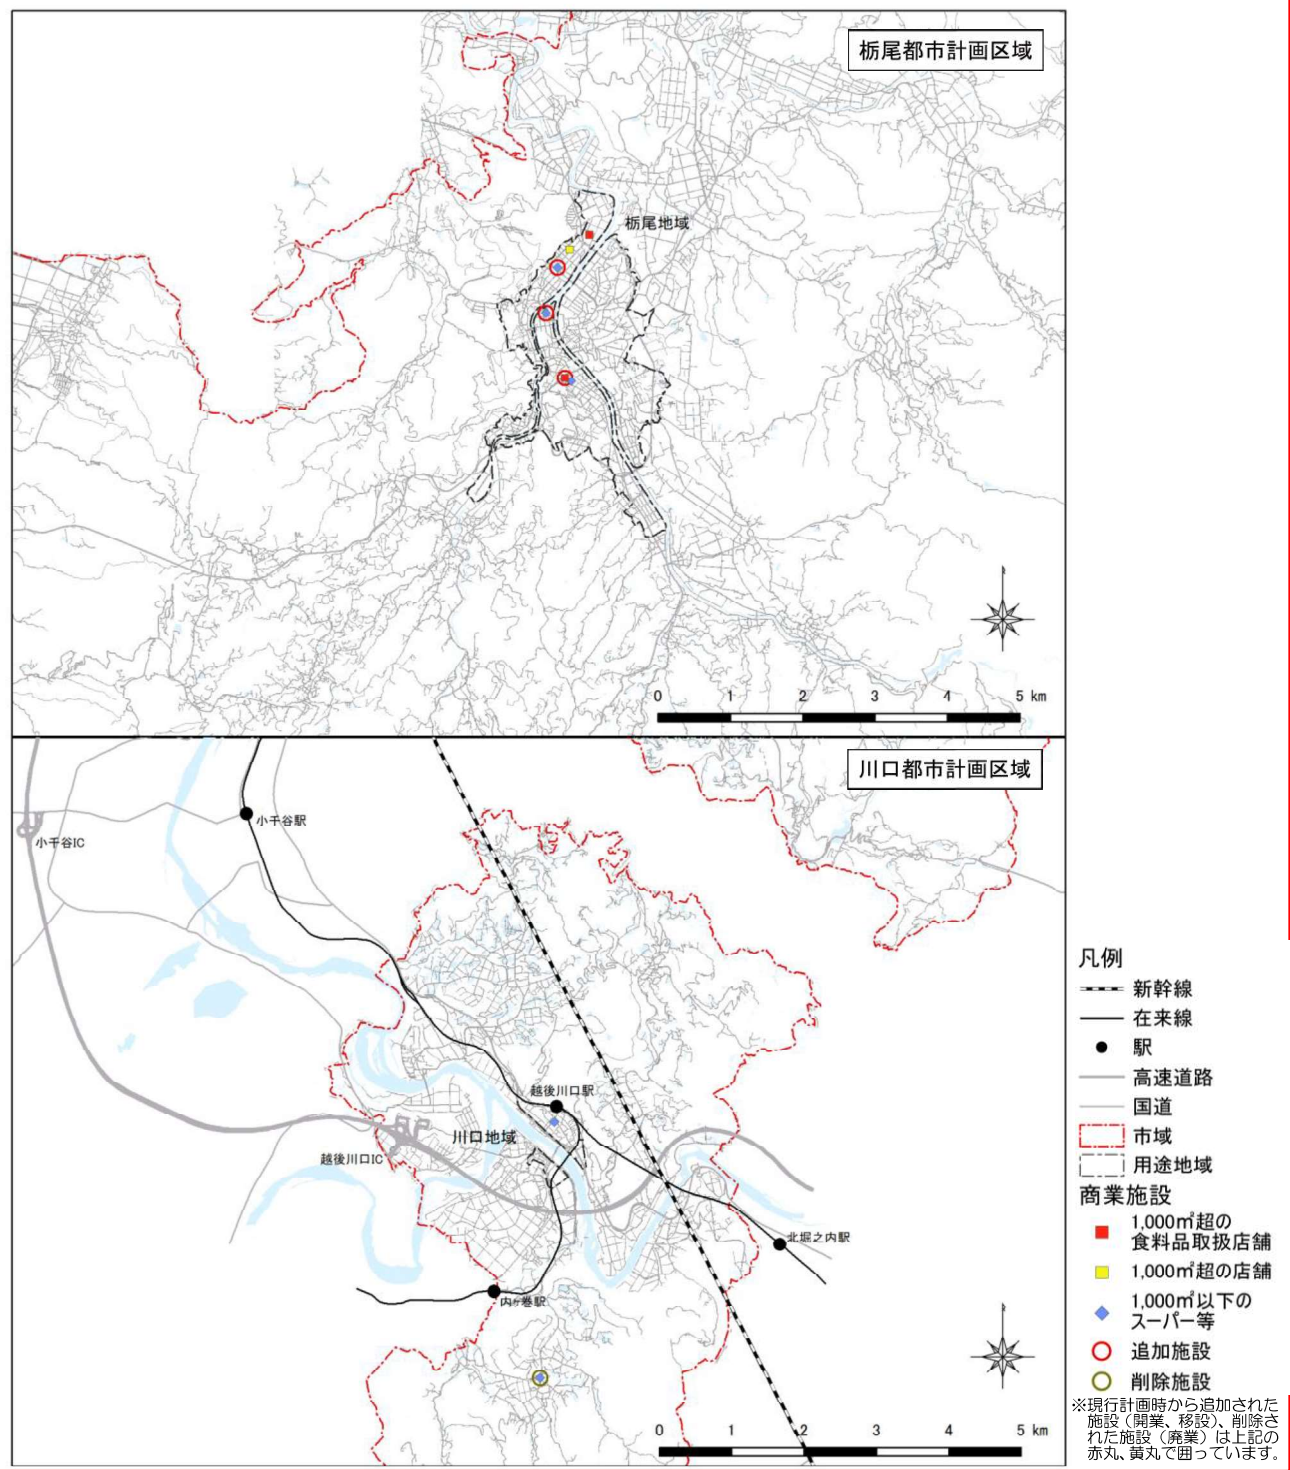 栃尾都市計画区域
栃尾地域
0 1 2 3 4 5 km
川口都市計画区域
小千谷駅
小千谷IC
越後川口駅
川口地域
越後川口IC
北堀之内駅
内ヶ巻駅
0 1 2 3 4 5 km
凡例
新幹線
在来線
駅
高速道路
国道
市域
用途地域
商業施設
1,000㎡超の
食料品取扱店舗
1,000㎡超の店舗
1,000㎡以下の
スーパー等
追加施設
削除施設
※現行計画時から追加された
施設（開業、移設）、削除さ
れた施設（廃業）は上記の
赤丸、黄丸で囲っています。